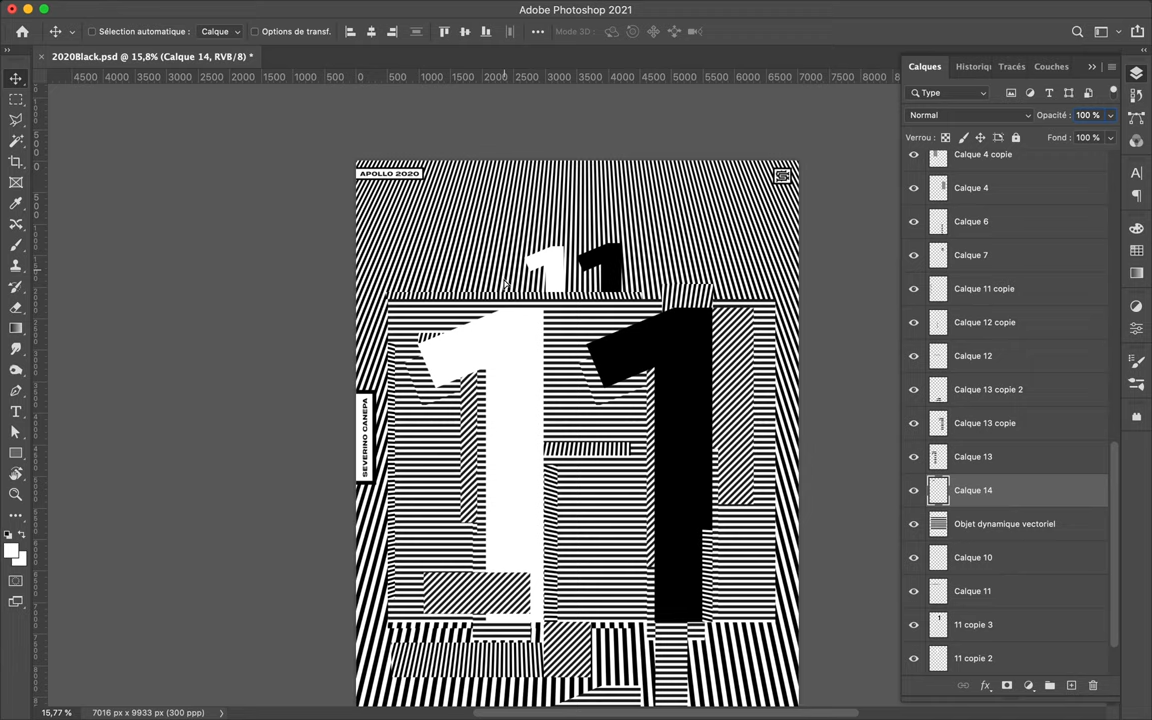 Adobe Photoshop 2021
Sélection automatique : Calque Options de transf. Mode 3D :
2020Black.psd @ 15,8% (Calque 14, RVB/8) *
4500 4000 3500 3000 2500 2000 1500 1000 500 0 500 1000 1500 2000 2500 3000 3500 4000 4500 5000 5500 6000 6500 7000 7500 8000
Calques Historiq Tracés Couches
Type
Normal Opacité : 100 %
Verrou : Fond : 100 %
Calque 4 copie
Calque 4
Calque 6
Calque 7
Calque 11 copie
Calque 12 copie
Calque 12
Calque 13 copie 2
Calque 13 copie
Calque 13
Calque 14
Objet dynamique vectoriel
Calque 10
Calque 11
11 copie 3
11 copie 2
APOLLO 2020
11
11
SEVERINO CANEPA
15,77 % 7016 px x 9933 px (300 ppp)